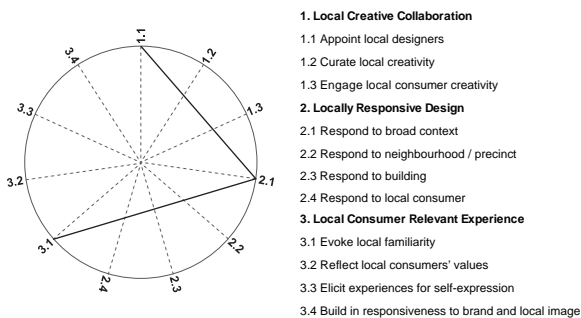 1.1
1.2
1.3
2.1
2.2
2.3
2.4
3.1
3.2
3.3
3.4
1. Local Creative Collaboration
1.1 Appoint local designers
1.2 Curate local creativity
1.3 Engage local consumer creativity
2. Locally Responsive Design
2.1 Respond to broad context
2.2 Respond to neighbourhood / precinct
2.3 Respond to building
2.4 Respond to local consumer
3. Local Consumer Relevant Experience
3.1 Evoke local familiarity
3.2 Reflect local consumers' values
3.3 Elicit experiences for self-expression
3.4 Build in responsiveness to brand and local image